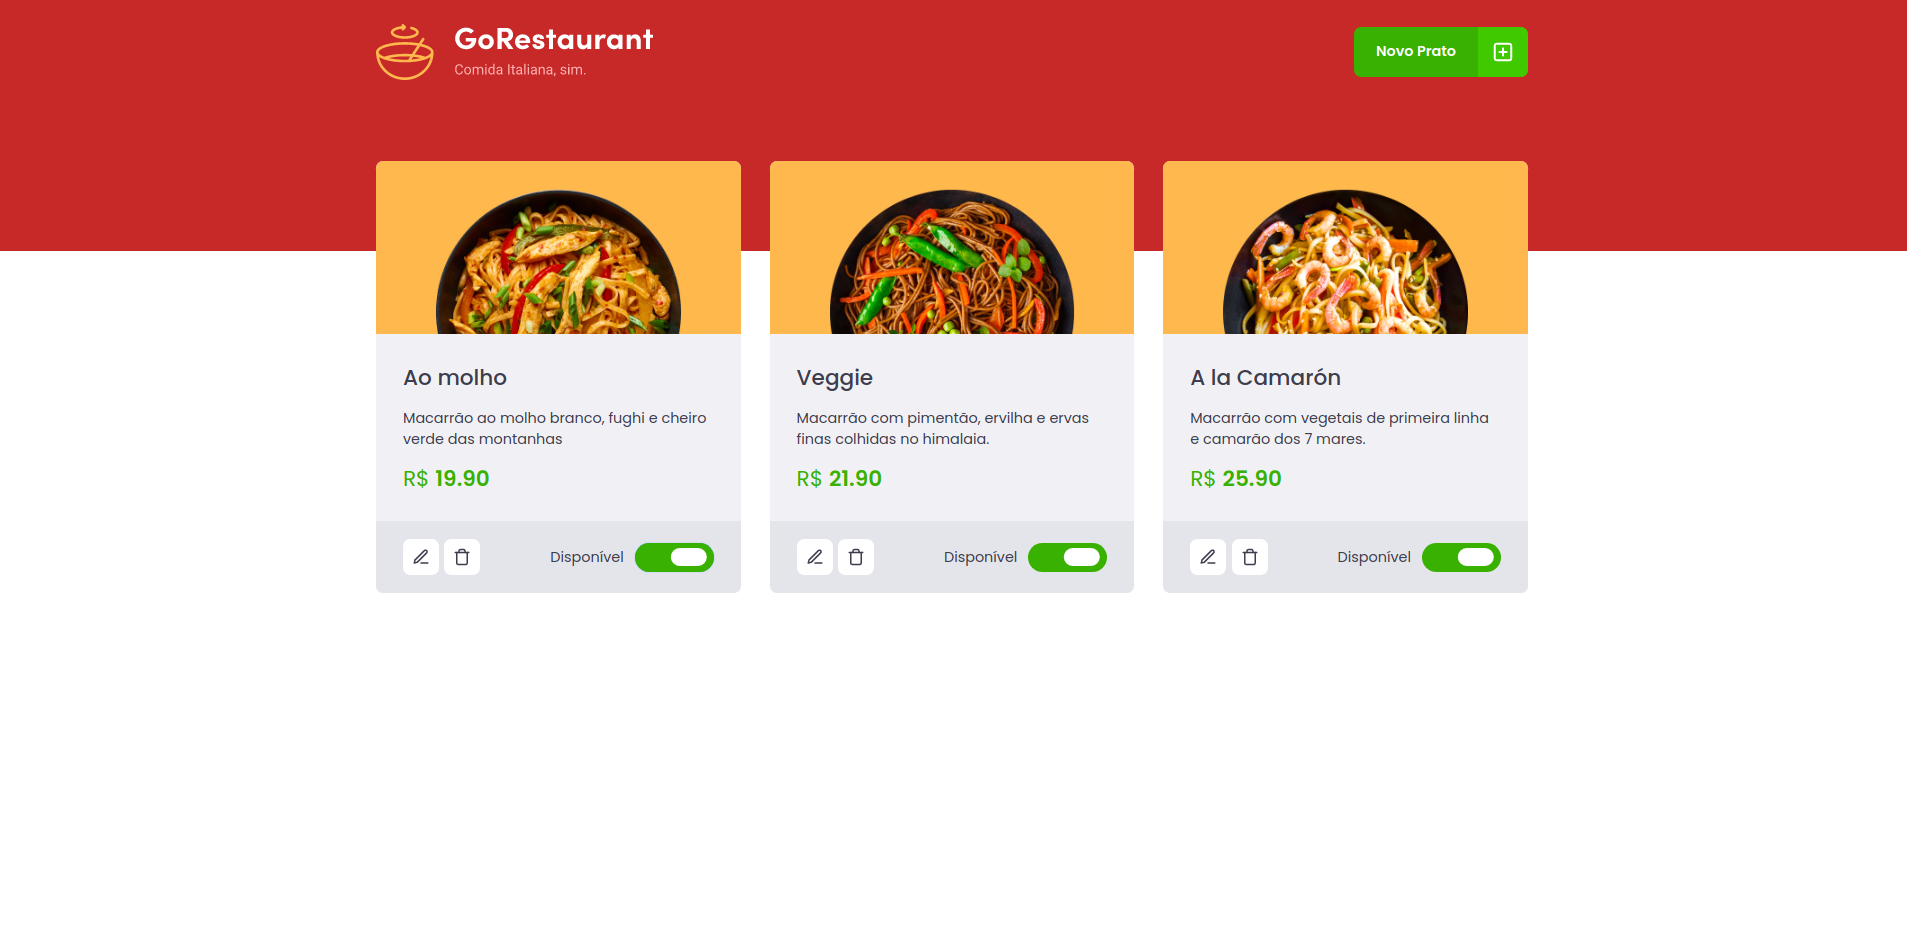 GoRestaurant
Comida Italiana, sim.
Novo Prato
Ao molho
Macarrão ao molho branco, fughi e cheiro
verde das montanhas
R$ 19.90
Disponível
Veggie
Macarrão com pimentão, ervilha e ervas
finas colhidas no himalaia.
R$ 21.90
Disponível
A la Camarón
Macarrão com vegetais de primeira linha
e camarão dos 7 mares.
R$ 25.90
Disponível